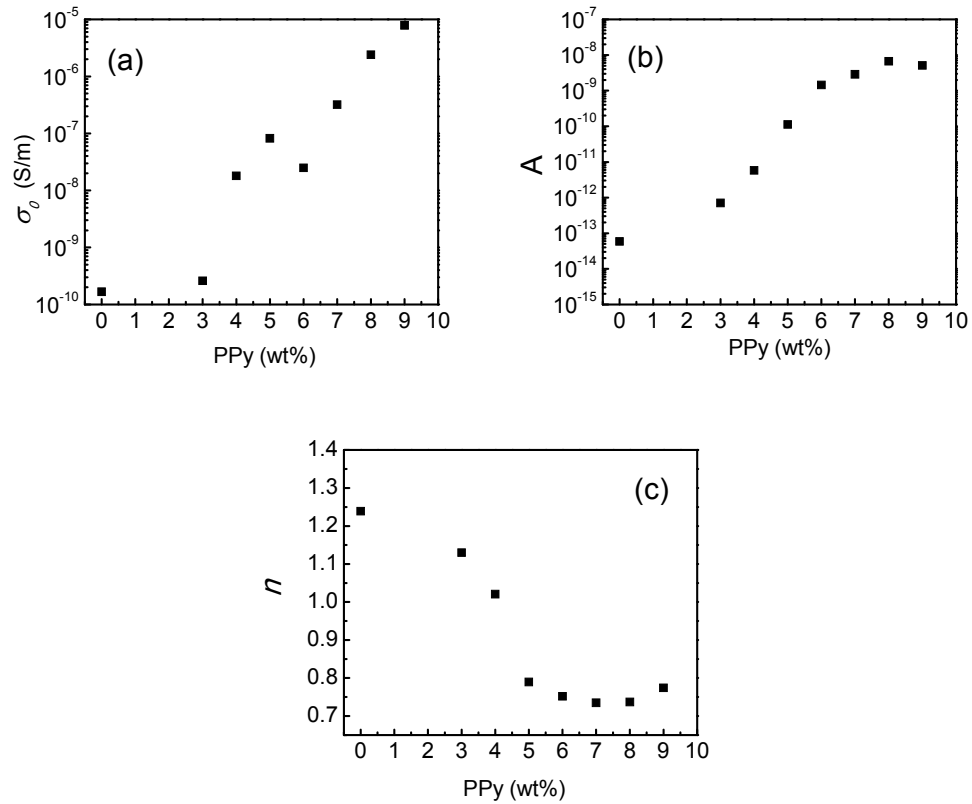 (a)
10⁻⁵
10⁻⁶
10⁻⁷
10⁻⁸
10⁻⁹
10⁻¹⁰
σ₀ (S/m)
0 1 2 3 4 5 6 7 8 9 10
PPy (wt%)
(b)
10⁻⁷
10⁻⁸
10⁻⁹
10⁻¹⁰
10⁻¹¹
10⁻¹²
10⁻¹³
10⁻¹⁴
10⁻¹⁵
A
0 1 2 3 4 5 6 7 8 9 10
PPy (wt%)
(c)
1.4
1.3
1.2
1.1
1.0
0.9
0.8
0.7
n
0 1 2 3 4 5 6 7 8 9 10
PPy (wt%)